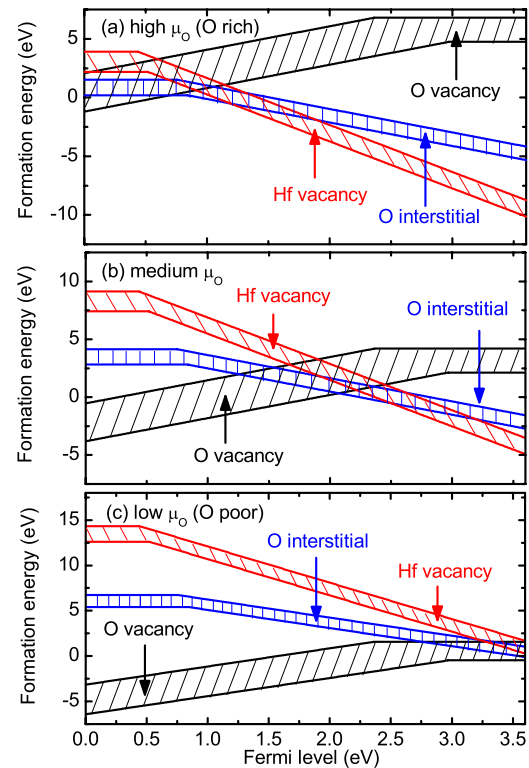 (a) high μO (O rich)
5
0
-5
-10
Formation energy (eV)
O vacancy
Hf vacancy
O interstitial
(b) medium μO
10
5
0
-5
Formation energy (eV)
Hf vacancy
O interstitial
O vacancy
(c) low μO (O poor)
15
10
5
0
-5
Formation energy (eV)
O interstitial
Hf vacancy
O vacancy
0.0 0.5 1.0 1.5 2.0 2.5 3.0 3.5
Fermi level (eV)